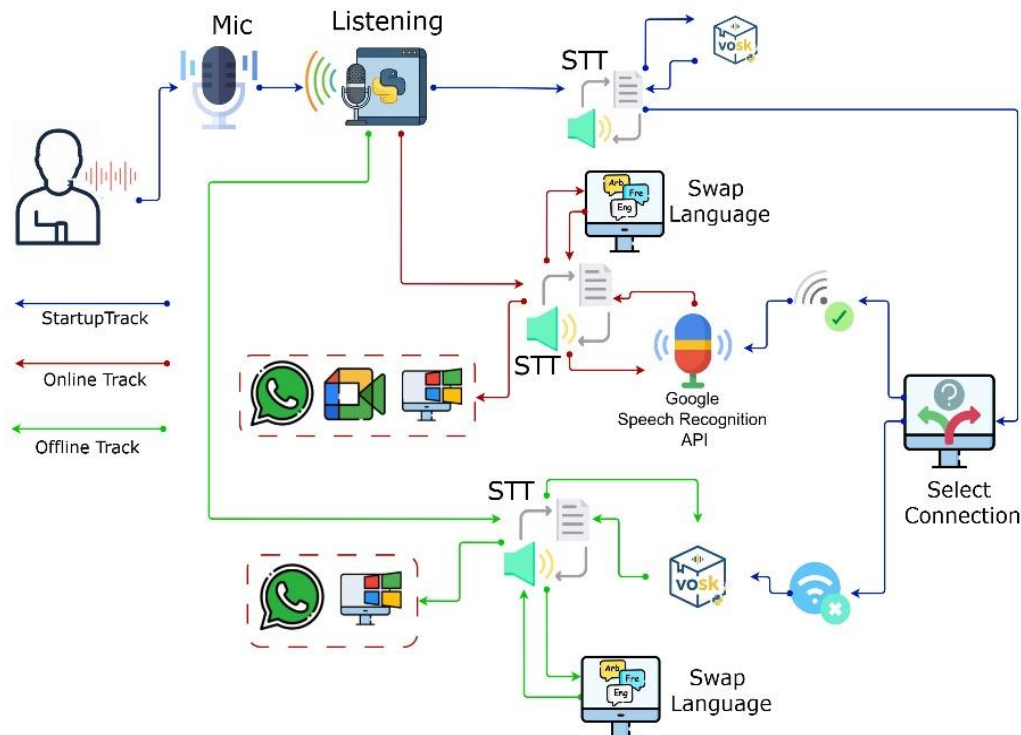 Mic
Listening
STT
vosk
Arb
Fre
Eng
Swap
Language
StartupTrack
Online Track
Offline Track
STT
Google
Speech Recognition
API
Select
Connection
STT
vosk
Arb
Fre
Eng
Swap
Language